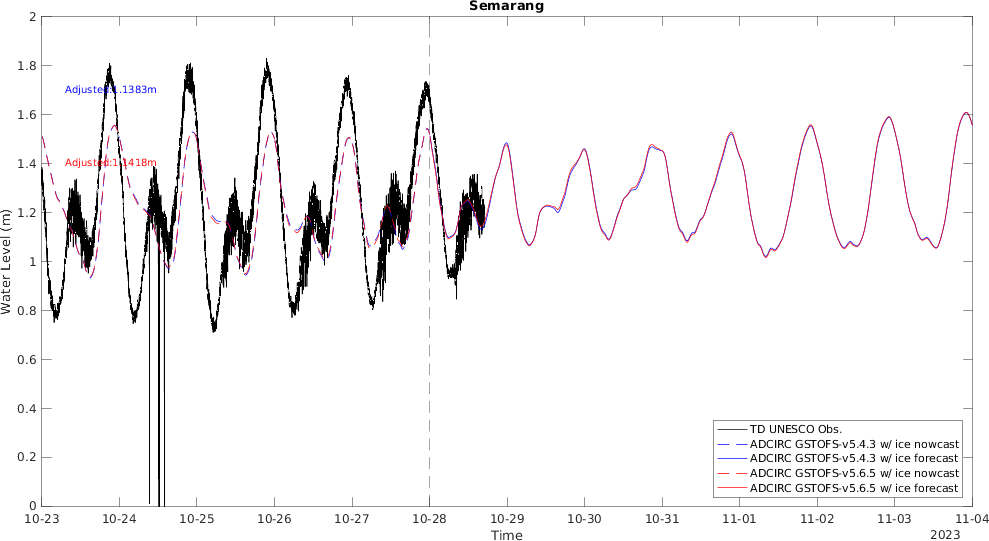 Semarang
Water Level (m)
2
1.8
1.6
1.4
1.2
1
0.8
0.6
0.4
0.2
0
Adjusted:1.1383m
Adjusted:1.1418m
TD UNESCO Obs.
ADCIRC GSTOFS-v5.4.3 w/ ice nowcast
ADCIRC GSTOFS-v5.4.3 w/ ice forecast
ADCIRC GSTOFS-v5.6.5 w/ ice nowcast
ADCIRC GSTOFS-v5.6.5 w/ ice forecast
10-23 10-24 10-25 10-26 10-27 10-28 10-29 10-30 10-31 11-01 11-02 11-03 11-04
Time
2023